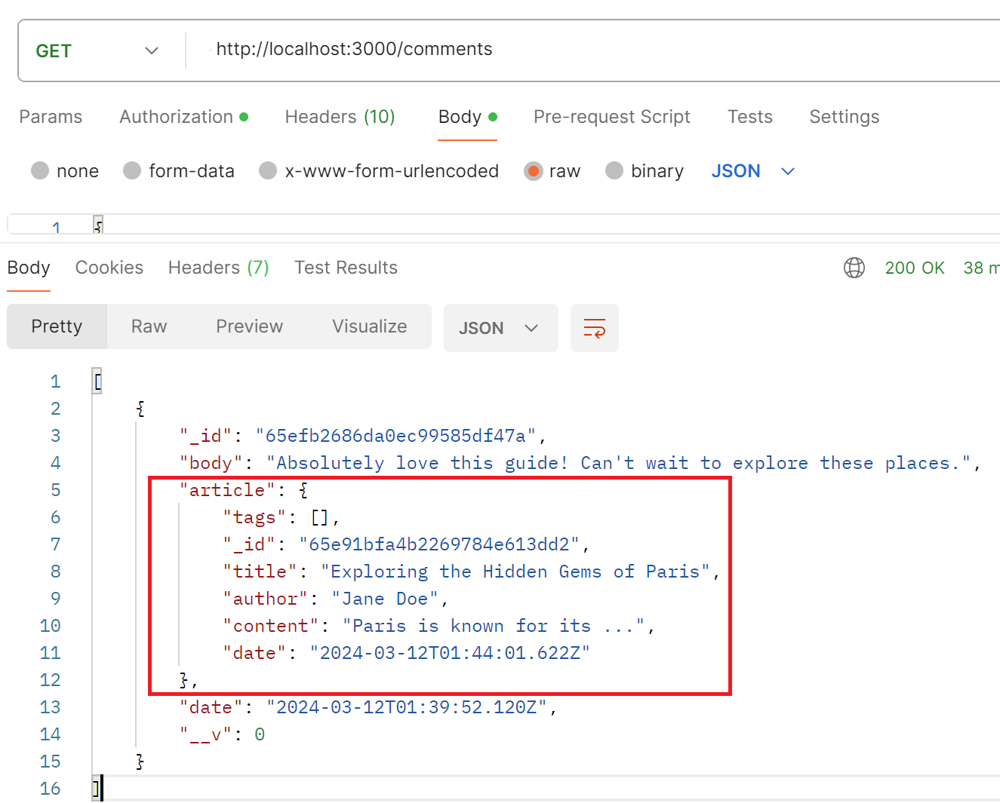 GET http://localhost:3000/comments
Params Authorization Headers (10) Body Pre-request Script Tests Settings
none form-data x-www-form-urlencoded raw binary JSON
1 {
Body Cookies Headers (7) Test Results 200 OK 38 m
Pretty Raw Preview Visualize JSON
1 [
2 {
3 "_id": "65efb2686da0ec99585df47a",
4 "body": "Absolutely love this guide! Can't wait to explore these places.",
5 "article": {
6 "tags": [],
7 "_id": "65e91bfa4b2269784e613dd2",
8 "title": "Exploring the Hidden Gems of Paris",
9 "author": "Jane Doe",
10 "content": "Paris is known for its ...",
11 "date": "2024-03-12T01:44:01.622Z"
12 },
13 "date": "2024-03-12T01:39:52.120Z",
14 "__v": 0
15 }
16 ]